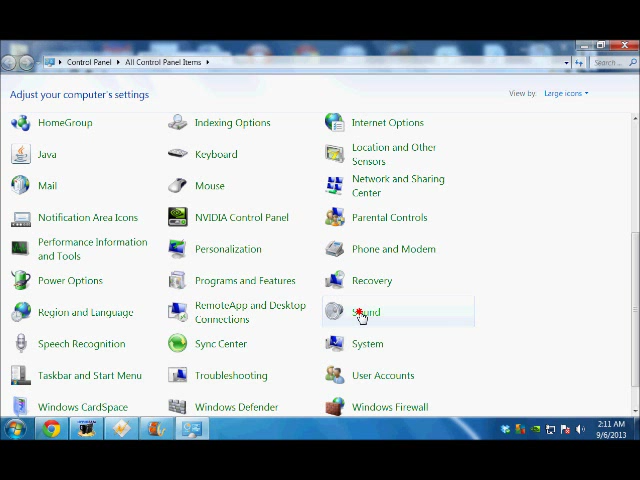 Control Panel
All Control Panel Items
Search...
Adjust your computer's settings
View by: Large icons
HomeGroup
Indexing Options
Internet Options
Java
Keyboard
Location and Other
Sensors
Mail
Mouse
Network and Sharing
Center
Notification Area Icons
NVIDIA Control Panel
Parental Controls
Performance Information
and Tools
Personalization
Phone and Modem
Power Options
Programs and Features
Recovery
Region and Language
RemoteApp and Desktop
Connections
Sound
Speech Recognition
Sync Center
System
Taskbar and Start Menu
Troubleshooting
User Accounts
Windows CardSpace
Windows Defender
Windows Firewall
2:11 AM
9/6/2013